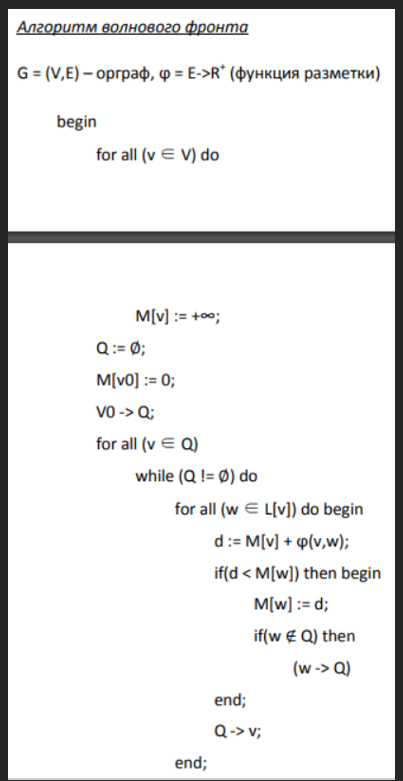 Алгоритм волнового фронта
G = (V,E) – орграф, φ = E->R⁺ (функция разметки)
begin
for all (v ∈ V) do
M[v] := +∞;
Q := Ø;
M[v0] := 0;
V0 -> Q;
for all (v ∈ Q)
while (Q != Ø) do
for all (w ∈ L[v]) do begin
d := M[v] + φ(v,w);
if(d < M[w]) then begin
M[w] := d;
if(w ∉ Q) then
(w -> Q)
end;
Q -> v;
end;